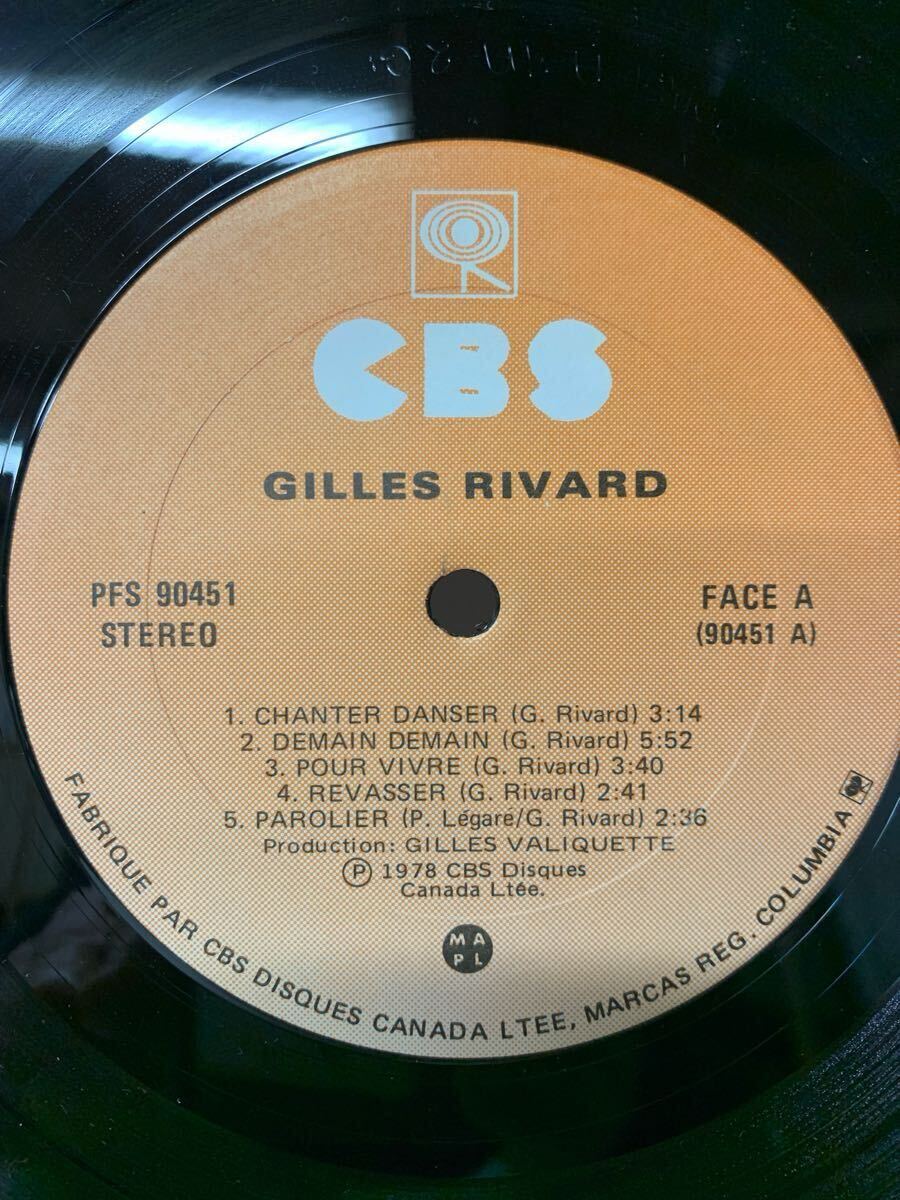 CBS
GILLES RIVARD
PFS 90451
STEREO
FACE A
(90451 A)
1. CHANTER DANSER (G. Rivard) 3:14
2. DEMAIN DEMAIN (G. Rivard) 5:52
3. POUR VIVRE (G. Rivard) 3:40
4. REVASSER (G. Rivard) 2:41
5. PAROLIER (P. Légare/G. Rivard) 2:36
Production: GILLES VALIQUETTE
Ⓟ 1978 CBS Disques
Canada Ltée.
MA
PL
FABRIQUE PAR CBS DISQUES CANADA LTEE, MARCAS REG. COLUMBIA